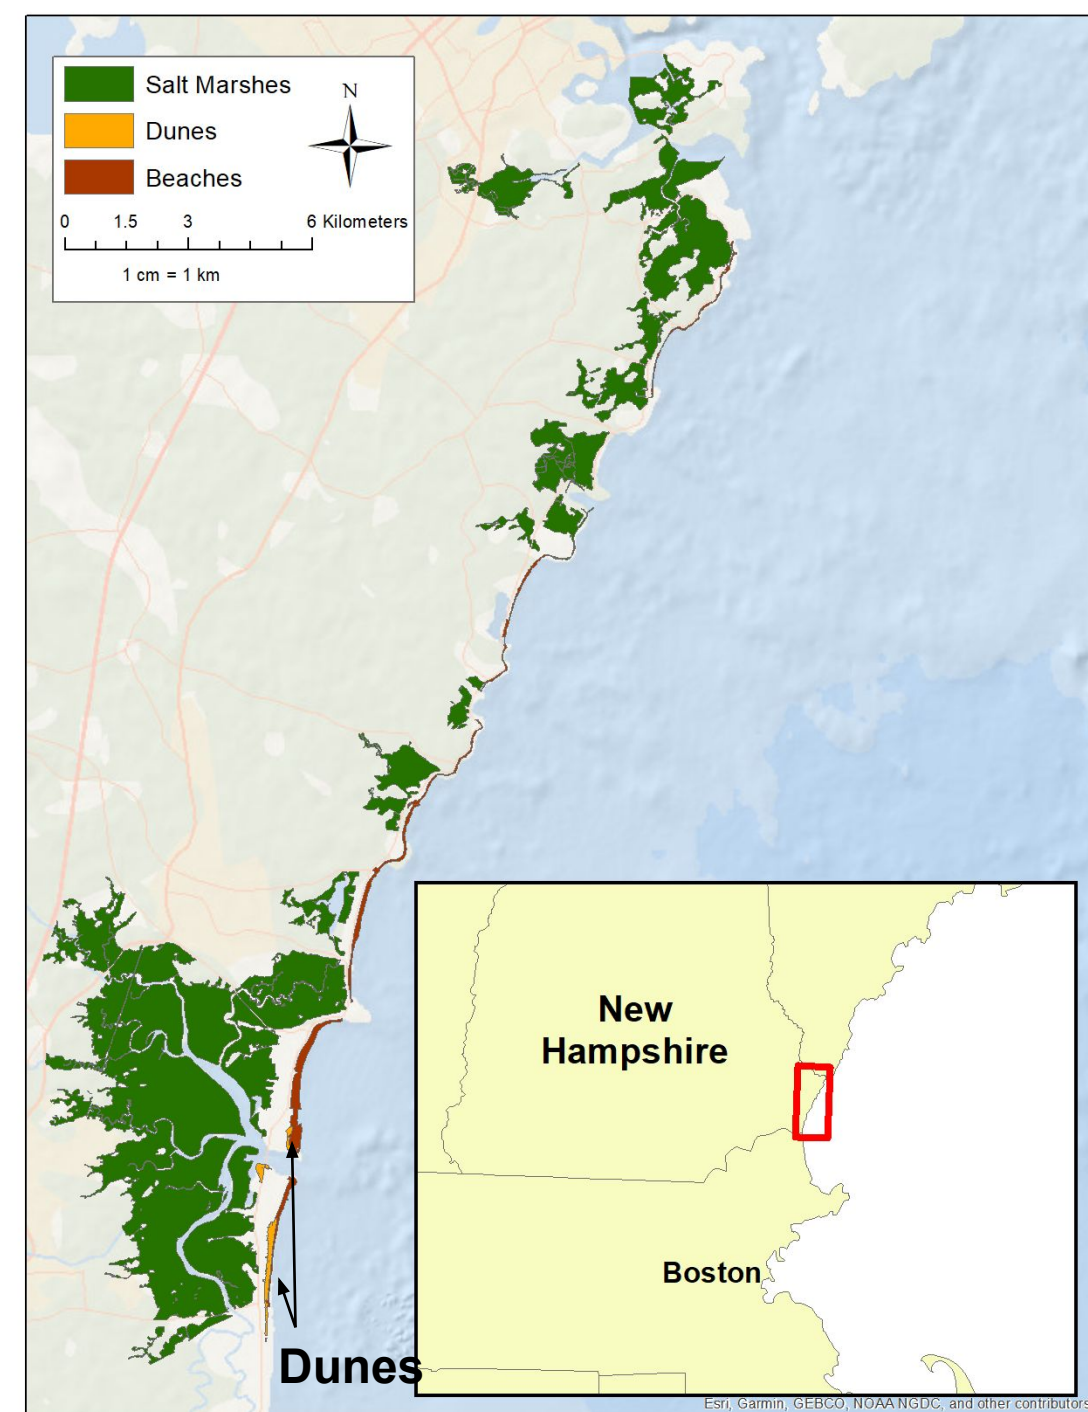 Salt Marshes
Dunes
Beaches
N
0 1.5 3 6 Kilometers
1 cm = 1 km
New
Hampshire
Boston
Dunes
Esri, Garmin, GEBCO, NOAA NGDC, and other contributors